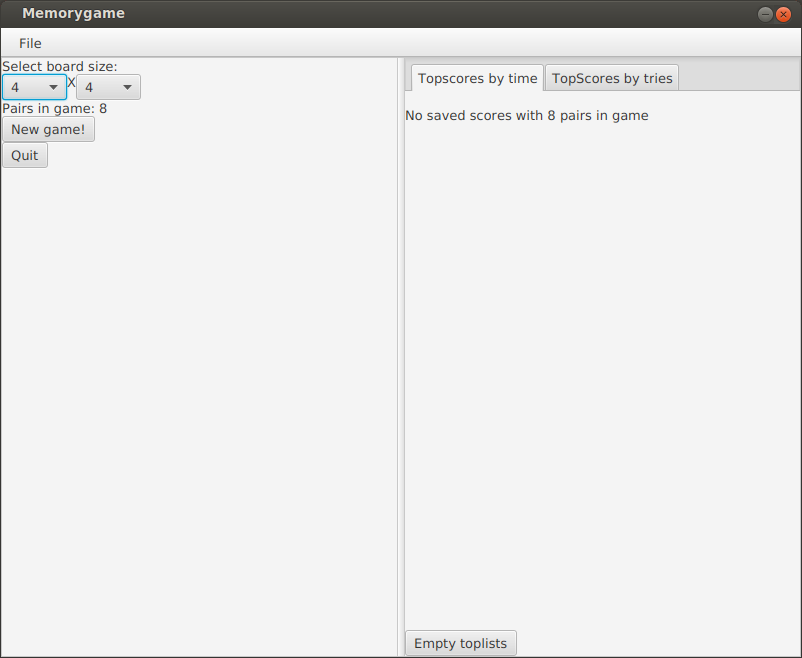 Memorygame
File
Select board size:
4 X 4
Pairs in game: 8
New game!
Quit
Topscores by time TopScores by tries
No saved scores with 8 pairs in game
Empty toplists